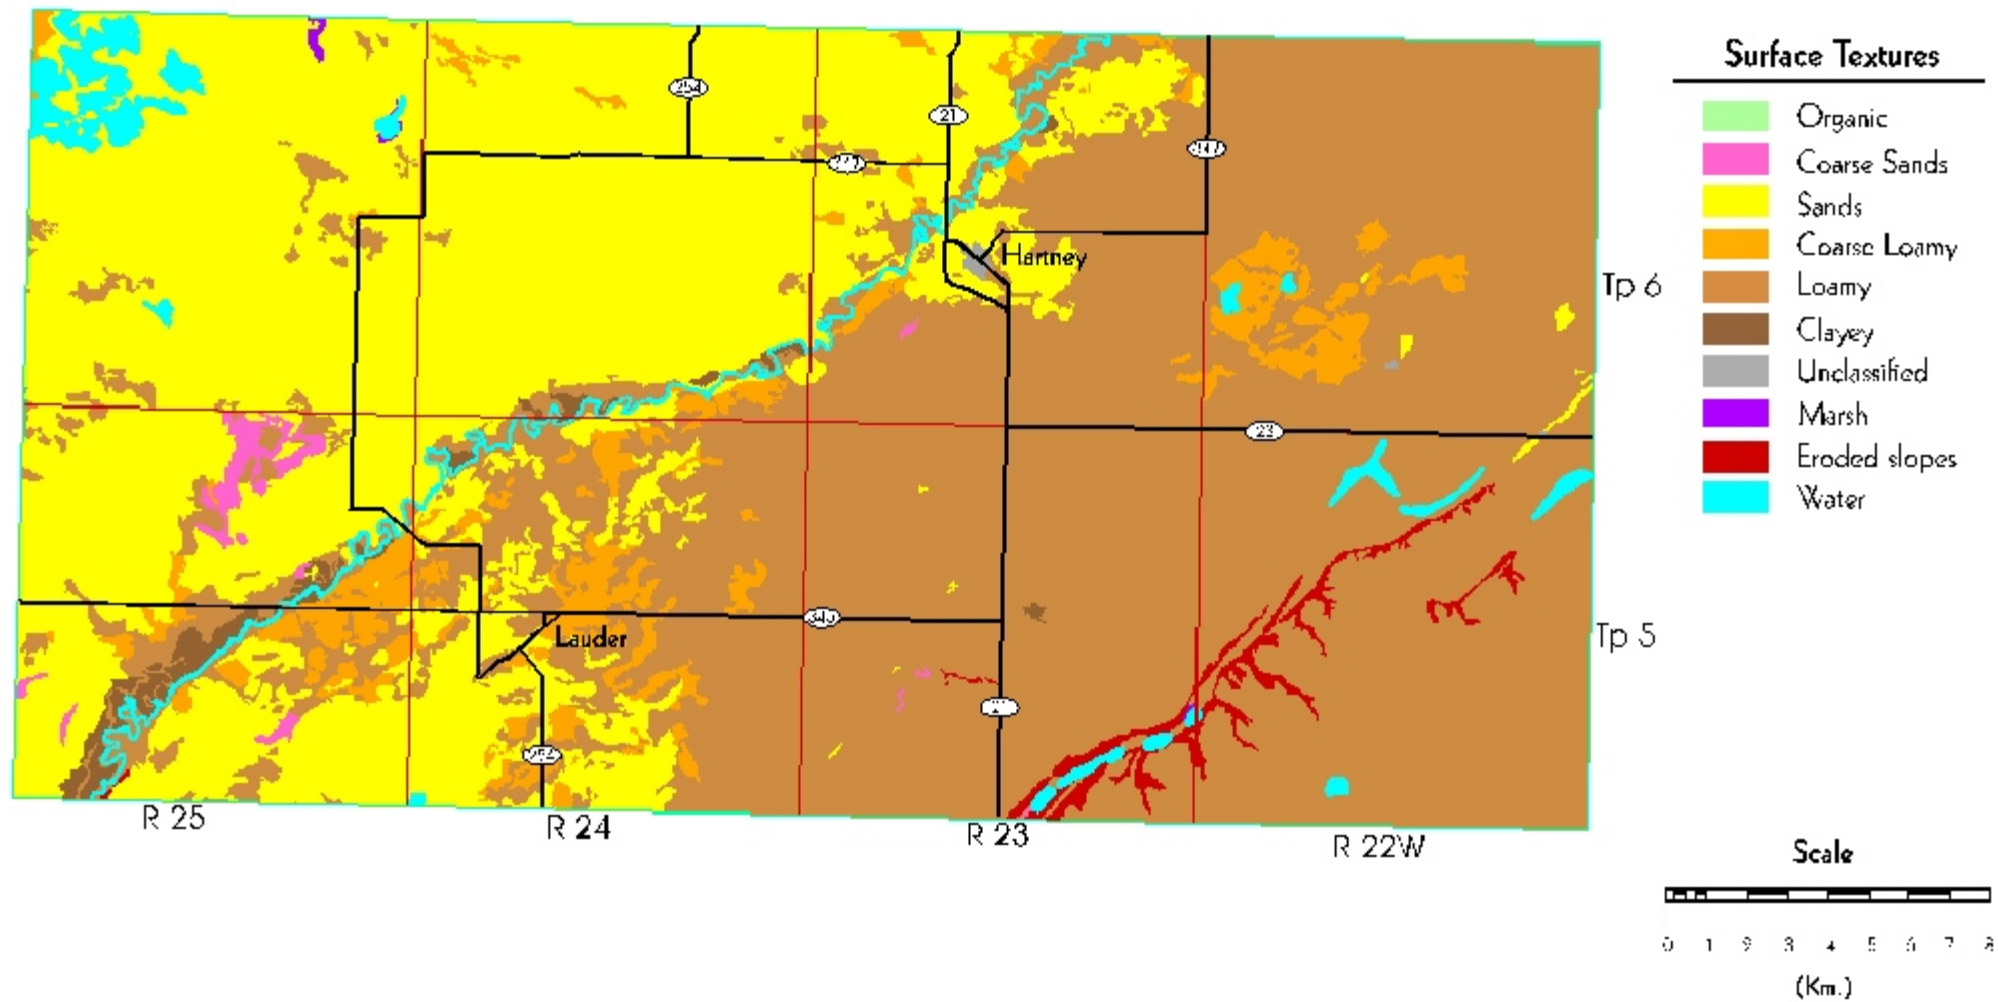 Surface Textures
Organic
Coarse Sands
Sands
Coarse Loamy
Loamy
Clayey
Unclassified
Marsh
Eroded slopes
Water
254
21
Hartney
Tp 6
23
Lauder
Tp 5
R 25
R 24
R 23
R 22W
Scale
0 1 2 3 4 5 6 7 8
(Km.)